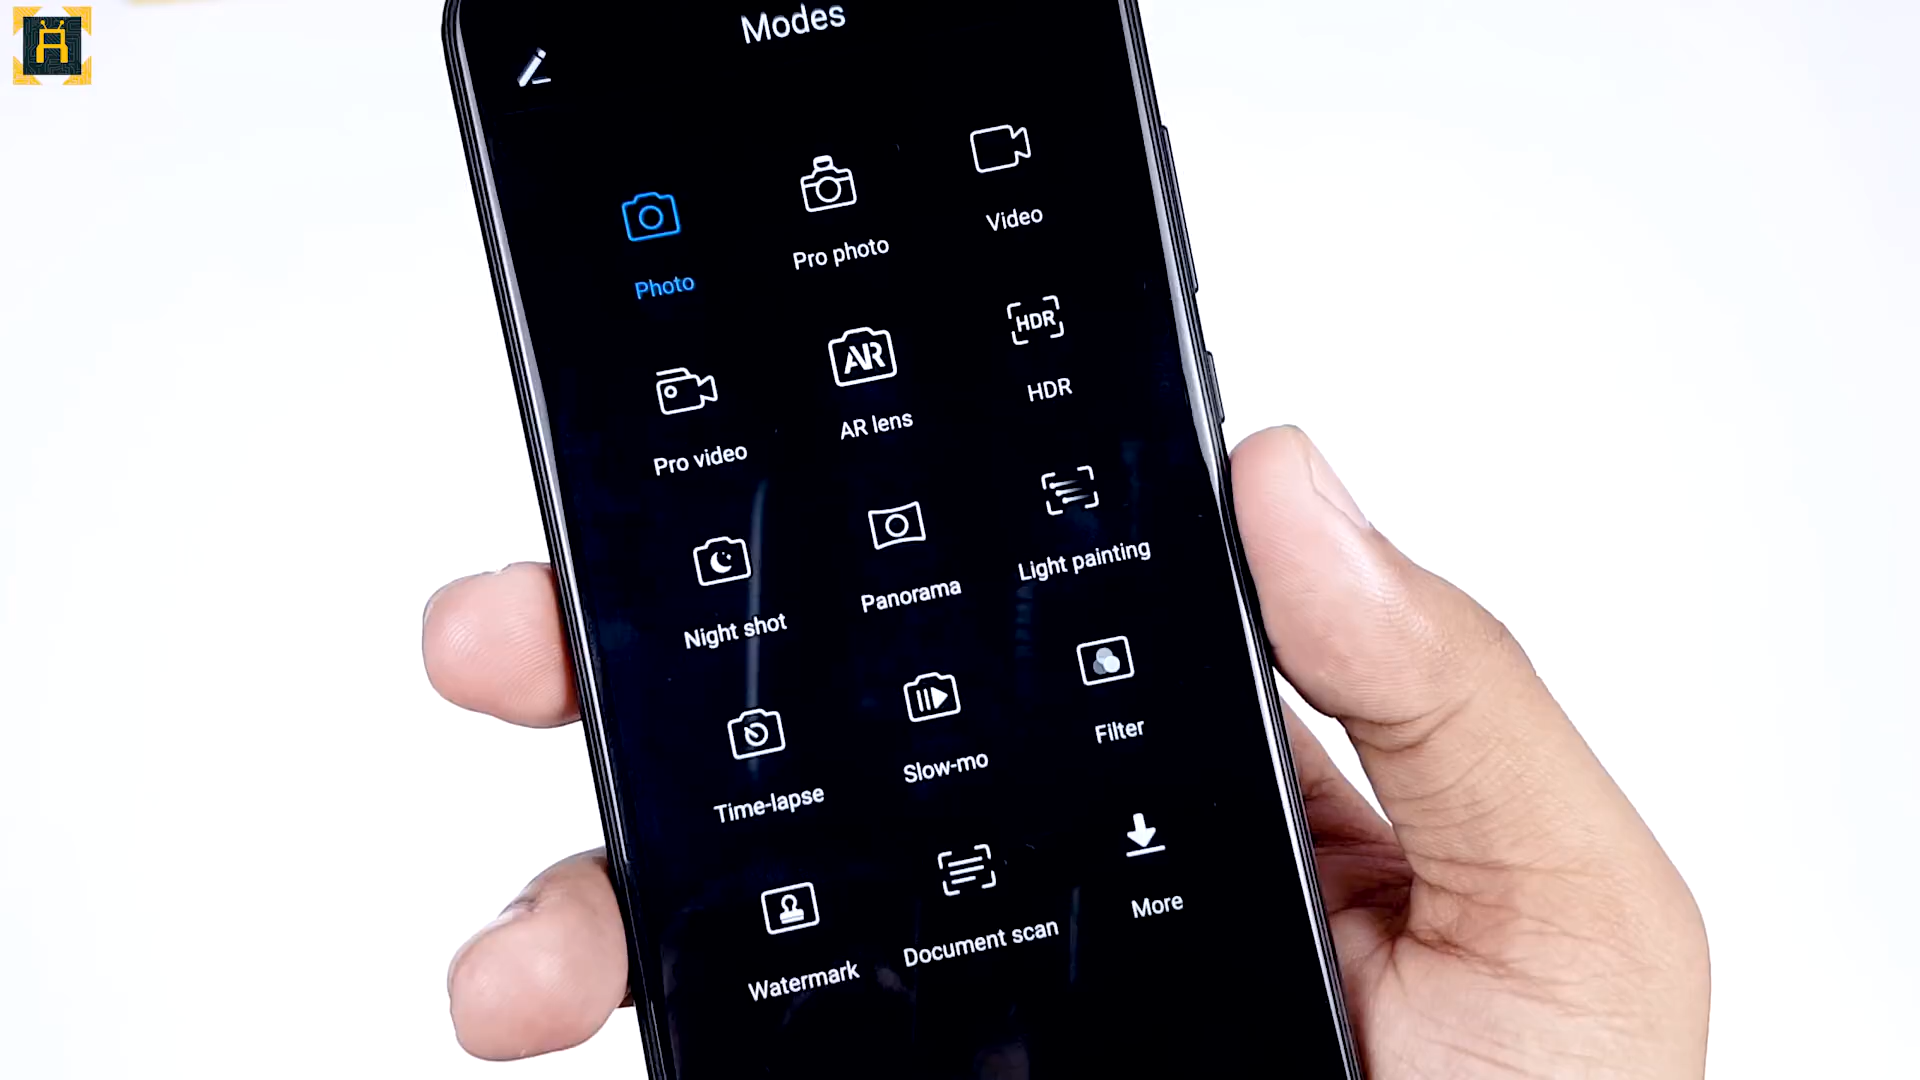 Modes
Photo
Pro photo
Video
Pro video
AR
AR lens
HDR
HDR
Night shot
Panorama
Light painting
Time-lapse
Slow-mo
Filter
Watermark
Document scan
More